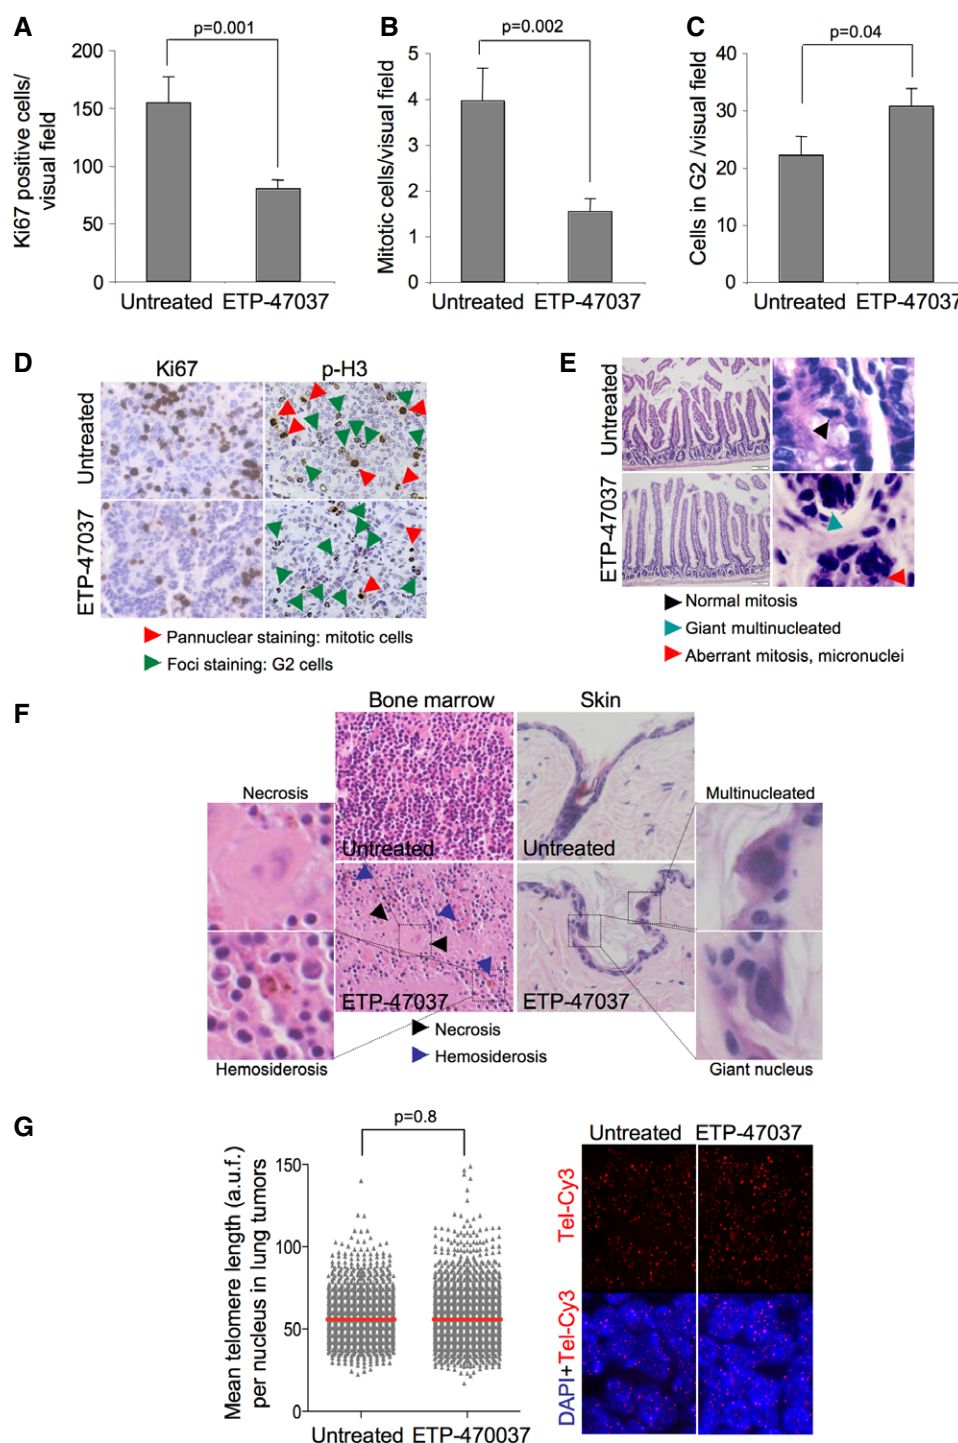 A
p=0.001
Ki67 positive cells/
visual field
200
150
100
50
0
Untreated ETP-47037
B
p=0.002
Mitotic cells/visual field
5
4
3
2
1
0
Untreated ETP-47037
C
p=0.04
Cells in G2 /visual field
40
30
20
10
0
Untreated ETP-47037
D
Ki67 p-H3
Untreated
ETP-47037
Pannuclear staining: mitotic cells
Foci staining: G2 cells
E
Untreated
ETP-47037
Normal mitosis
Giant multinucleated
Aberrant mitosis, micronuclei
F
Bone marrow Skin
Necrosis
Multinucleated
Untreated
Untreated
ETP-47037
ETP-47037
Hemosiderosis
Giant nucleus
Necrosis
Hemosiderosis
G
p=0.8
Mean telomere length (a.u.f.)
per nucleus in lung tumors
150
100
50
0
Untreated ETP-470037
Untreated ETP-47037
Tel-Cy3
DAPI+Tel-Cy3